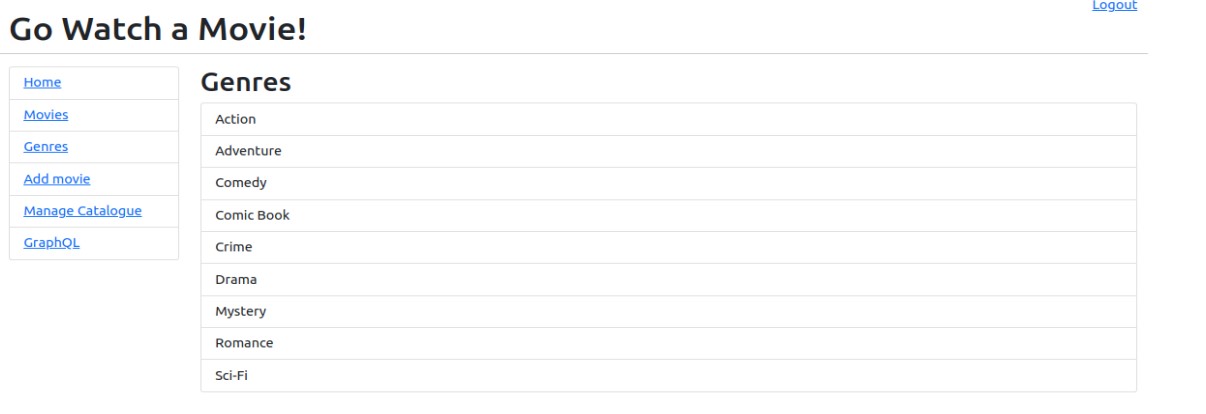 Logout
Go Watch a Movie!
Home
Movies
Genres
Add movie
Manage Catalogue
GraphQL
Genres
Action
Adventure
Comedy
Comic Book
Crime
Drama
Mystery
Romance
Sci-Fi